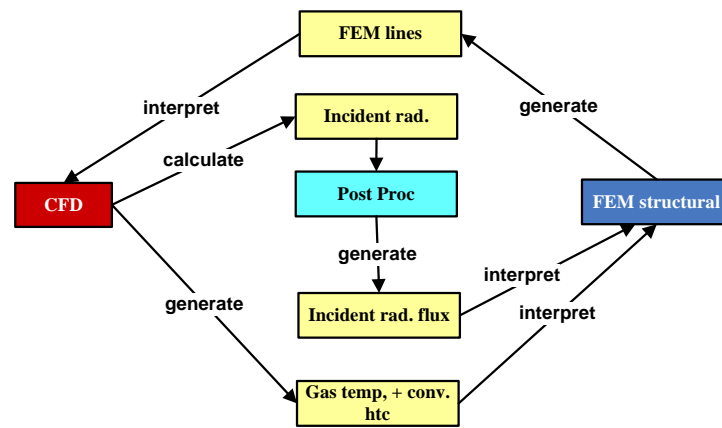 FEM lines
interpret
generate
Incident rad.
calculate
CFD
Post Proc
FEM structural
generate
interpret
generate
Incident rad. flux
interpret
Gas temp, + conv.
htc